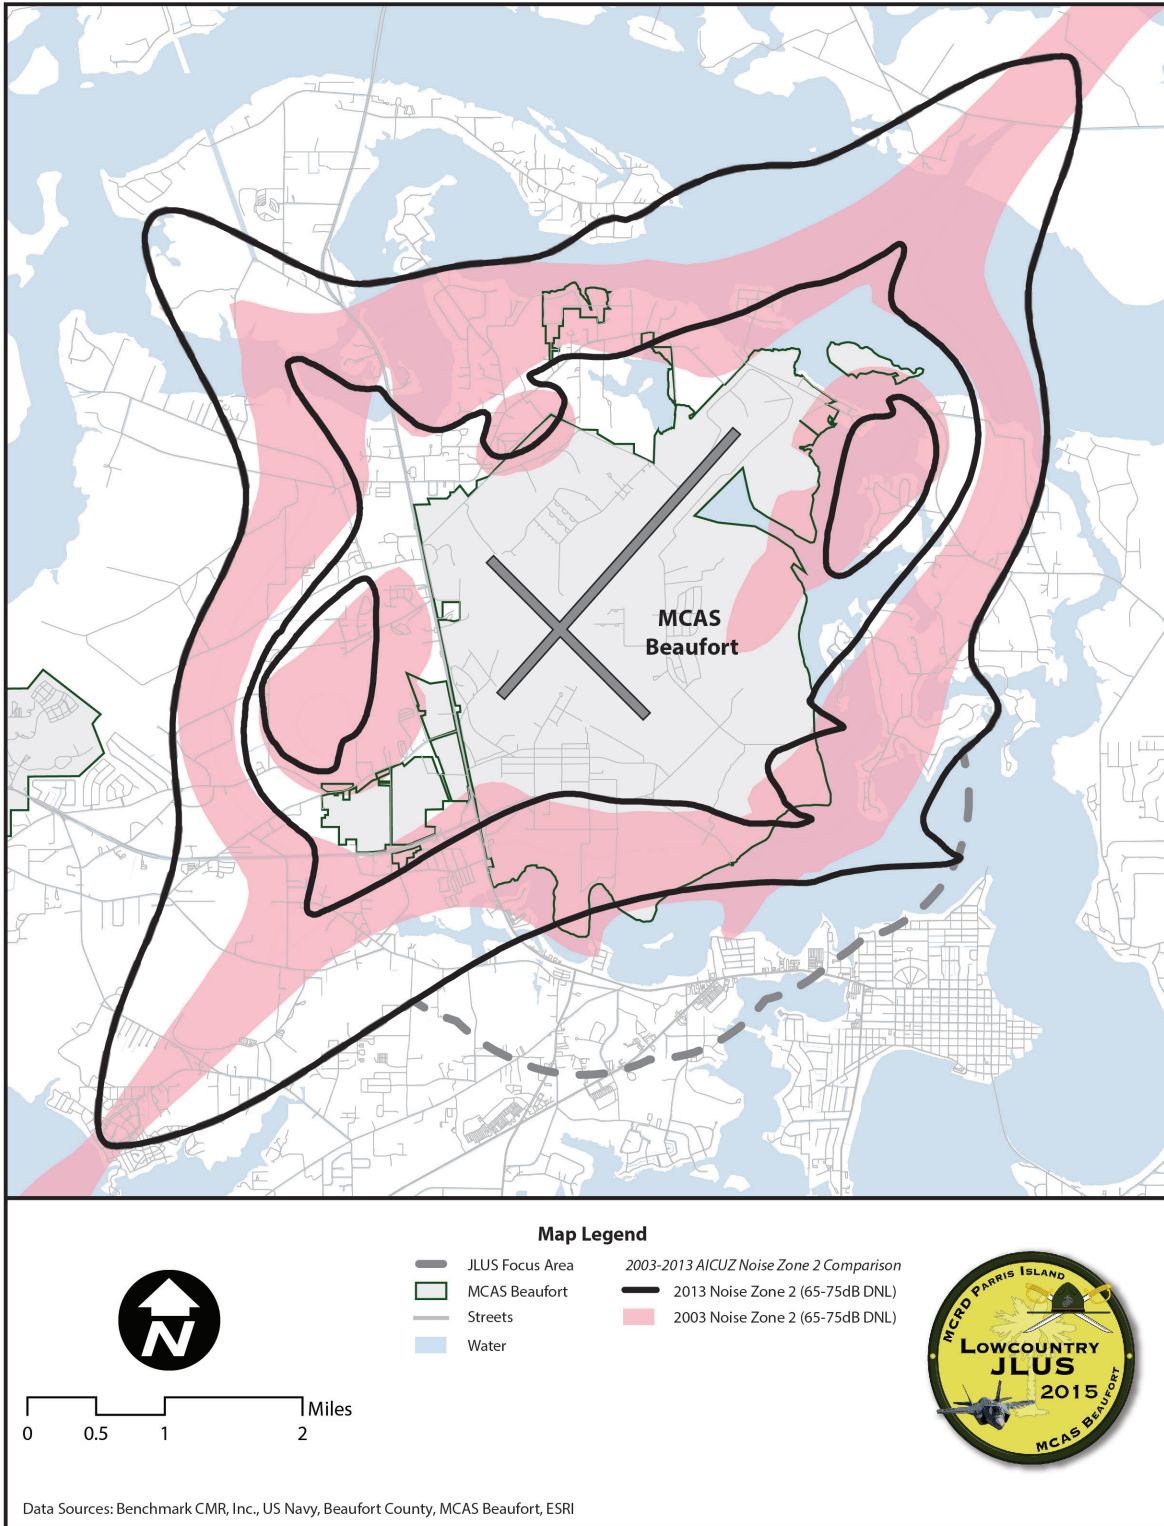 MCAS
Beaufort
Map Legend
JLUS Focus Area
MCAS Beaufort
Streets
Water
2003-2013 AICUZ Noise Zone 2 Comparison
2013 Noise Zone 2 (65-75dB DNL)
2003 Noise Zone 2 (65-75dB DNL)
N
Miles
0 0.5 1 2
MCRD PARRIS ISLAND
LOWCOUNTRY
JLUS
2015
MCAS BEAUFORT
Data Sources: Benchmark CMR, Inc., US Navy, Beaufort County, MCAS Beaufort, ESRI